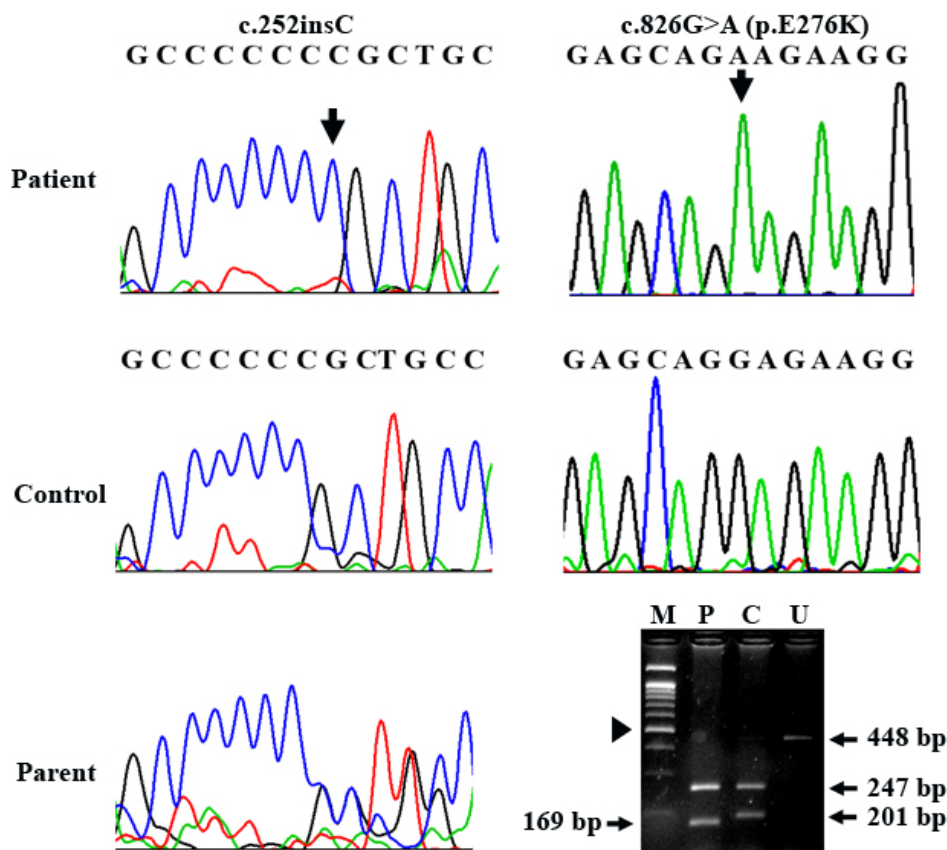 c.252insC
c.826G>A (p.E276K)
G C C C C C C C C G C T G C
G A G C A G A A G A A G G
Patient
G C C C C C C C G C T G C C
G A G C A G G A G A A G G
Control
M P C U
Parent
448 bp
247 bp
169 bp
201 bp